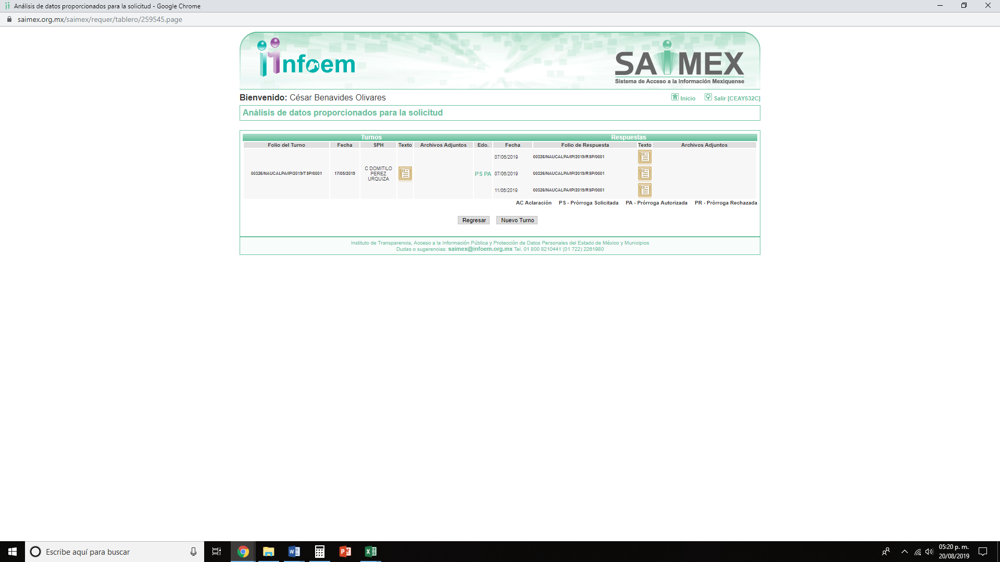 Análisis de datos proporcionados para la solicitud - Google Chrome
saimex.org.mx/saimex/requer/tablero/259545.page
infoem
SAIMEX
Sistema de Acceso a la Información Mexiquense
Bienvenido: César Benavides Olivares
Inicio Salir [CEAY532C]
Análisis de datos proporcionados para la solicitud
Turnos Respuestas
Folio del Turno Fecha SPH Texto Archivos Adjuntos Edo. Fecha Folio de Respuesta Texto Archivos Adjuntos
07/06/2019 00326/NAUCALPA/IP/2019/RSP/0001
00326/NAUCALPA/IP/2019/TSP/0001 17/05/2019 C DOMITILO PEREZ URQUIZA PS PA 07/06/2019 00326/NAUCALPA/IP/2019/RSP/0001
11/06/2019 00326/NAUCALPA/IP/2019/RSP/0001
AC Aclaración PS - Prórroga Solicitada PA - Prórroga Autorizada PR - Prórroga Rechazada
Regresar Nuevo Turno
Instituto de Transparencia, Acceso a la Información Pública y Protección de Datos Personales del Estado de México y Municipios
Dudas o sugerencias: saimex@infoem.org.mx Tel. 01 800 8210441 (01 722) 2261980
Escribe aquí para buscar
05:20 p. m.
20/08/2019